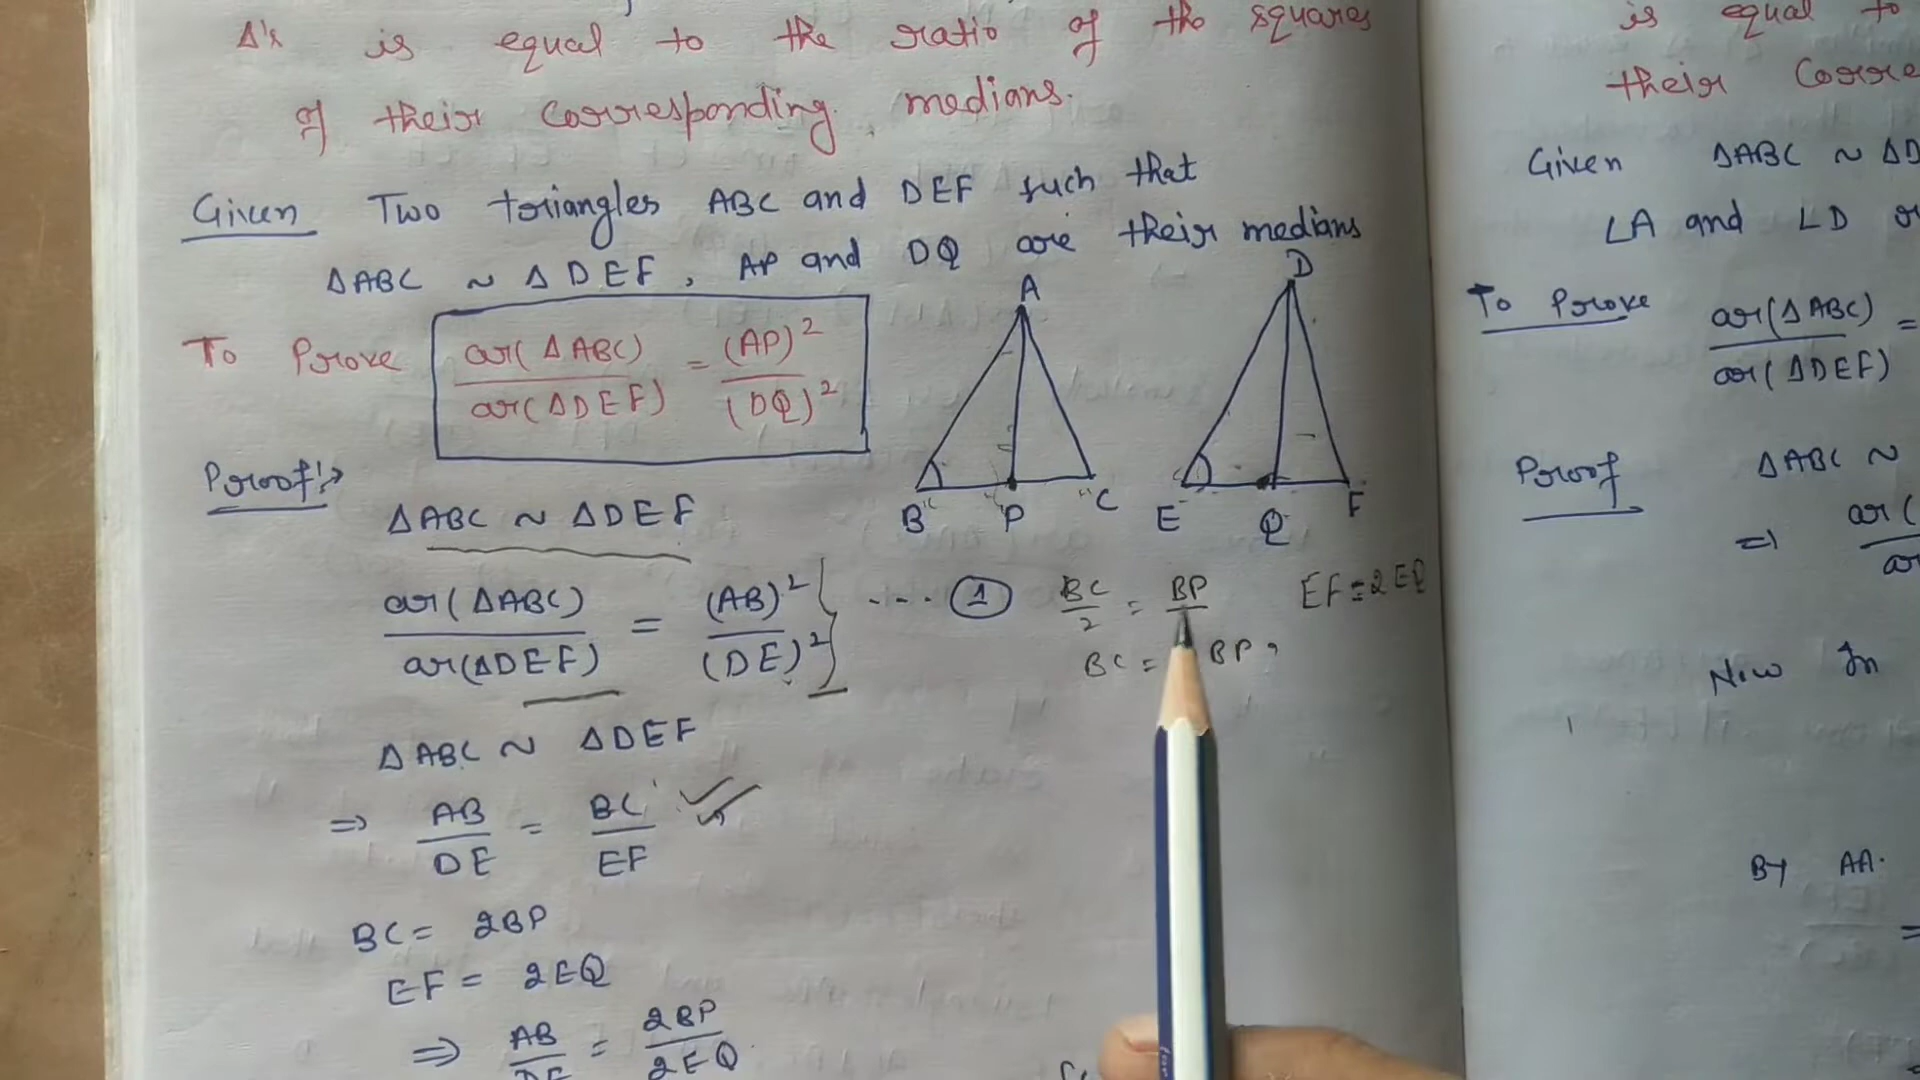 Δ's is equal to the ratio of the squares
of their corresponding medians.
Given Two triangles ABC and DEF such that
ΔABC ~ ΔDEF, AP and DQ are their medians
To Prove ar(ΔABC)/ar(ΔDEF) = (AP)²/(DQ)²
A
D
B P C
E Q F
Proof:→
ΔABC ~ ΔDEF
ar(ΔABC)/ar(ΔDEF) = (AB)²/(DE)² } ---- ①
BC/2 = BP
EF = 2EQ
BC = BP,
ΔABC ~ ΔDEF
⇒ AB/DE = BC/EF
BC = 2BP
EF = 2EQ
⇒ AB/DE = 2BP/2EQ
is equal to
their
Given ΔABC ~
∠A and ∠D
To Prove ar(ΔABC)/ar(ΔDEF) =
Proof ΔABC ~
⇒ ar(
Now In
By AA.
=